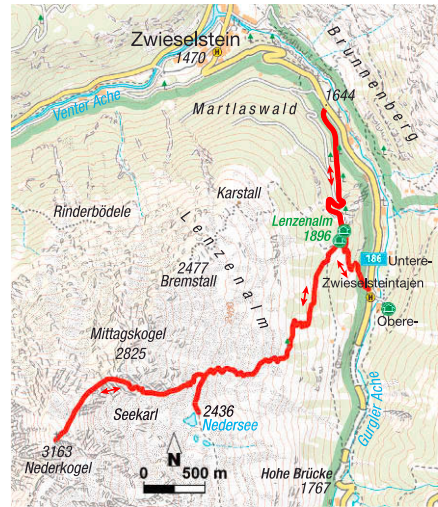 Zwieselstein
1470
Brunnenberg
Venter Ache
Martlaswald
1644
Karstall
Rinderbödele
Lenzenalm
Lenzenalm
1896
186
Untere-
2477
Bremstall
Zwieselsteintajen
Obere-
Mittagskogel
2825
Gurgler Ache
Seekarl
2436
Nedersee
3163
Nederkogel
N
0 500 m
Hohe Brücke
1767